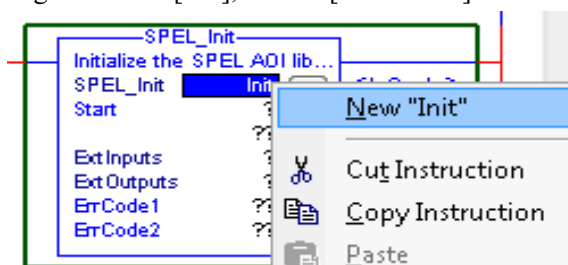 SPEL_Init
Initialize the SPEL AOI lib...
SPEL_Init Init
Start ?
??
ExtInputs ?
ExtOutputs ?
ErrCode1 ??
ErrCode2 ??
New "Init"
Cut Instruction
Copy Instruction
Paste